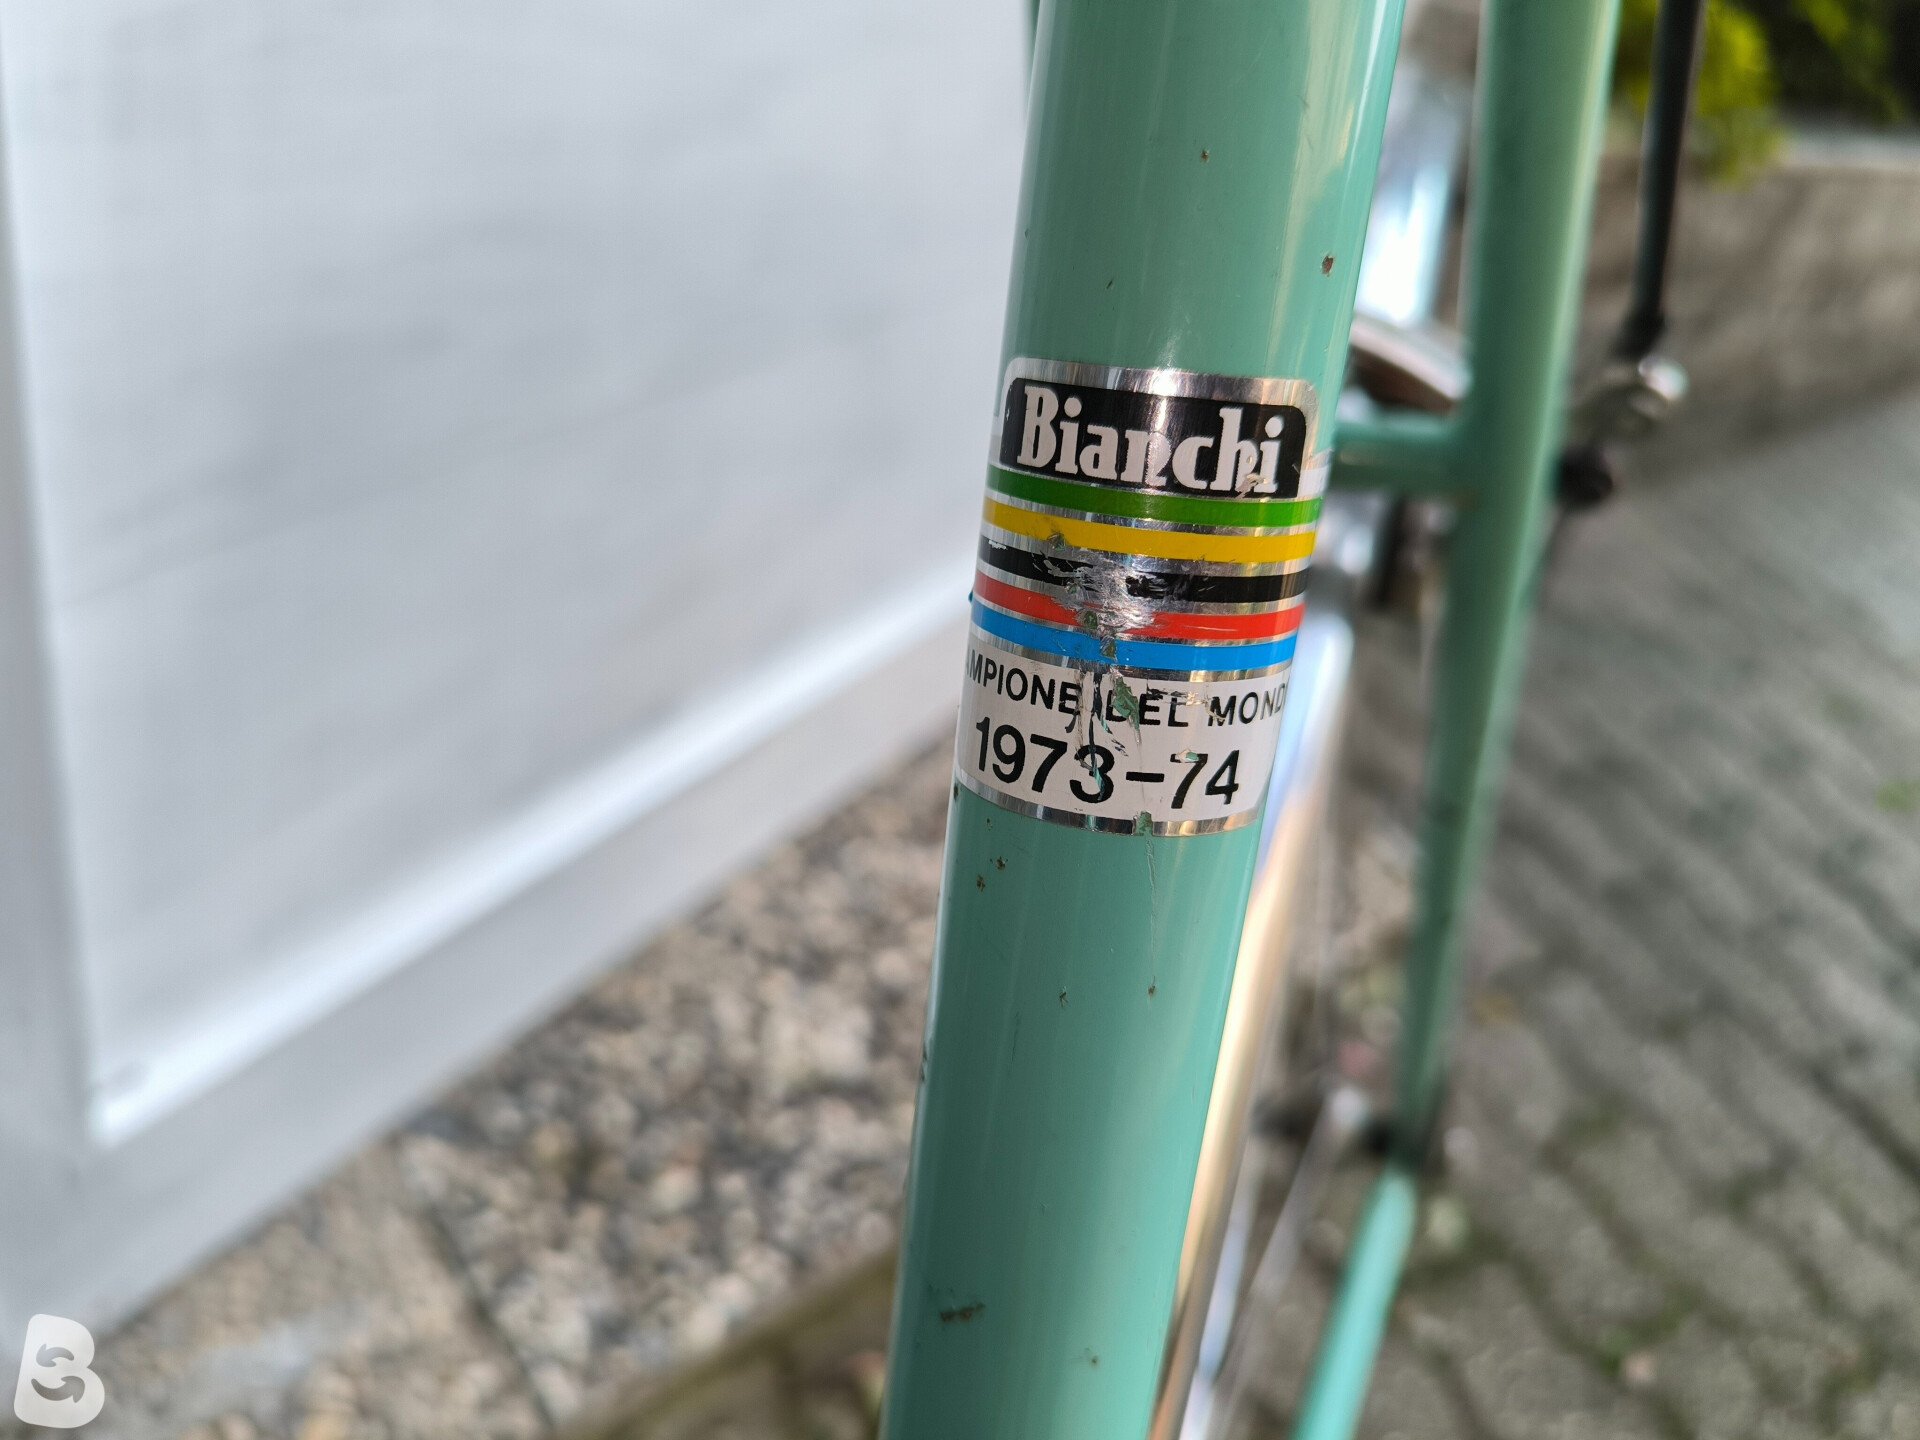 Bianchi
AMPIONE DEL MOND
1973-74